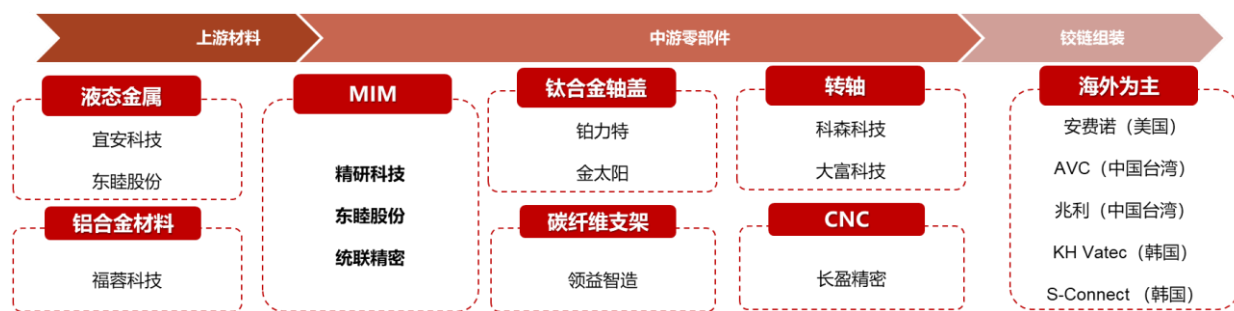 上游材料
中游零部件
铰链组装
液态金属
宜安科技
东睦股份
铝合金材料
福蓉科技
MIM
精研科技
东睦股份
统联精密
钛合金轴盖
铂力特
金太阳
碳纤维支架
领益智造
转轴
科森科技
大富科技
CNC
长盈精密
海外为主
安费诺（美国）
AVC（中国台湾）
兆利（中国台湾）
KH Vatec（韩国）
S-Connect （韩国）